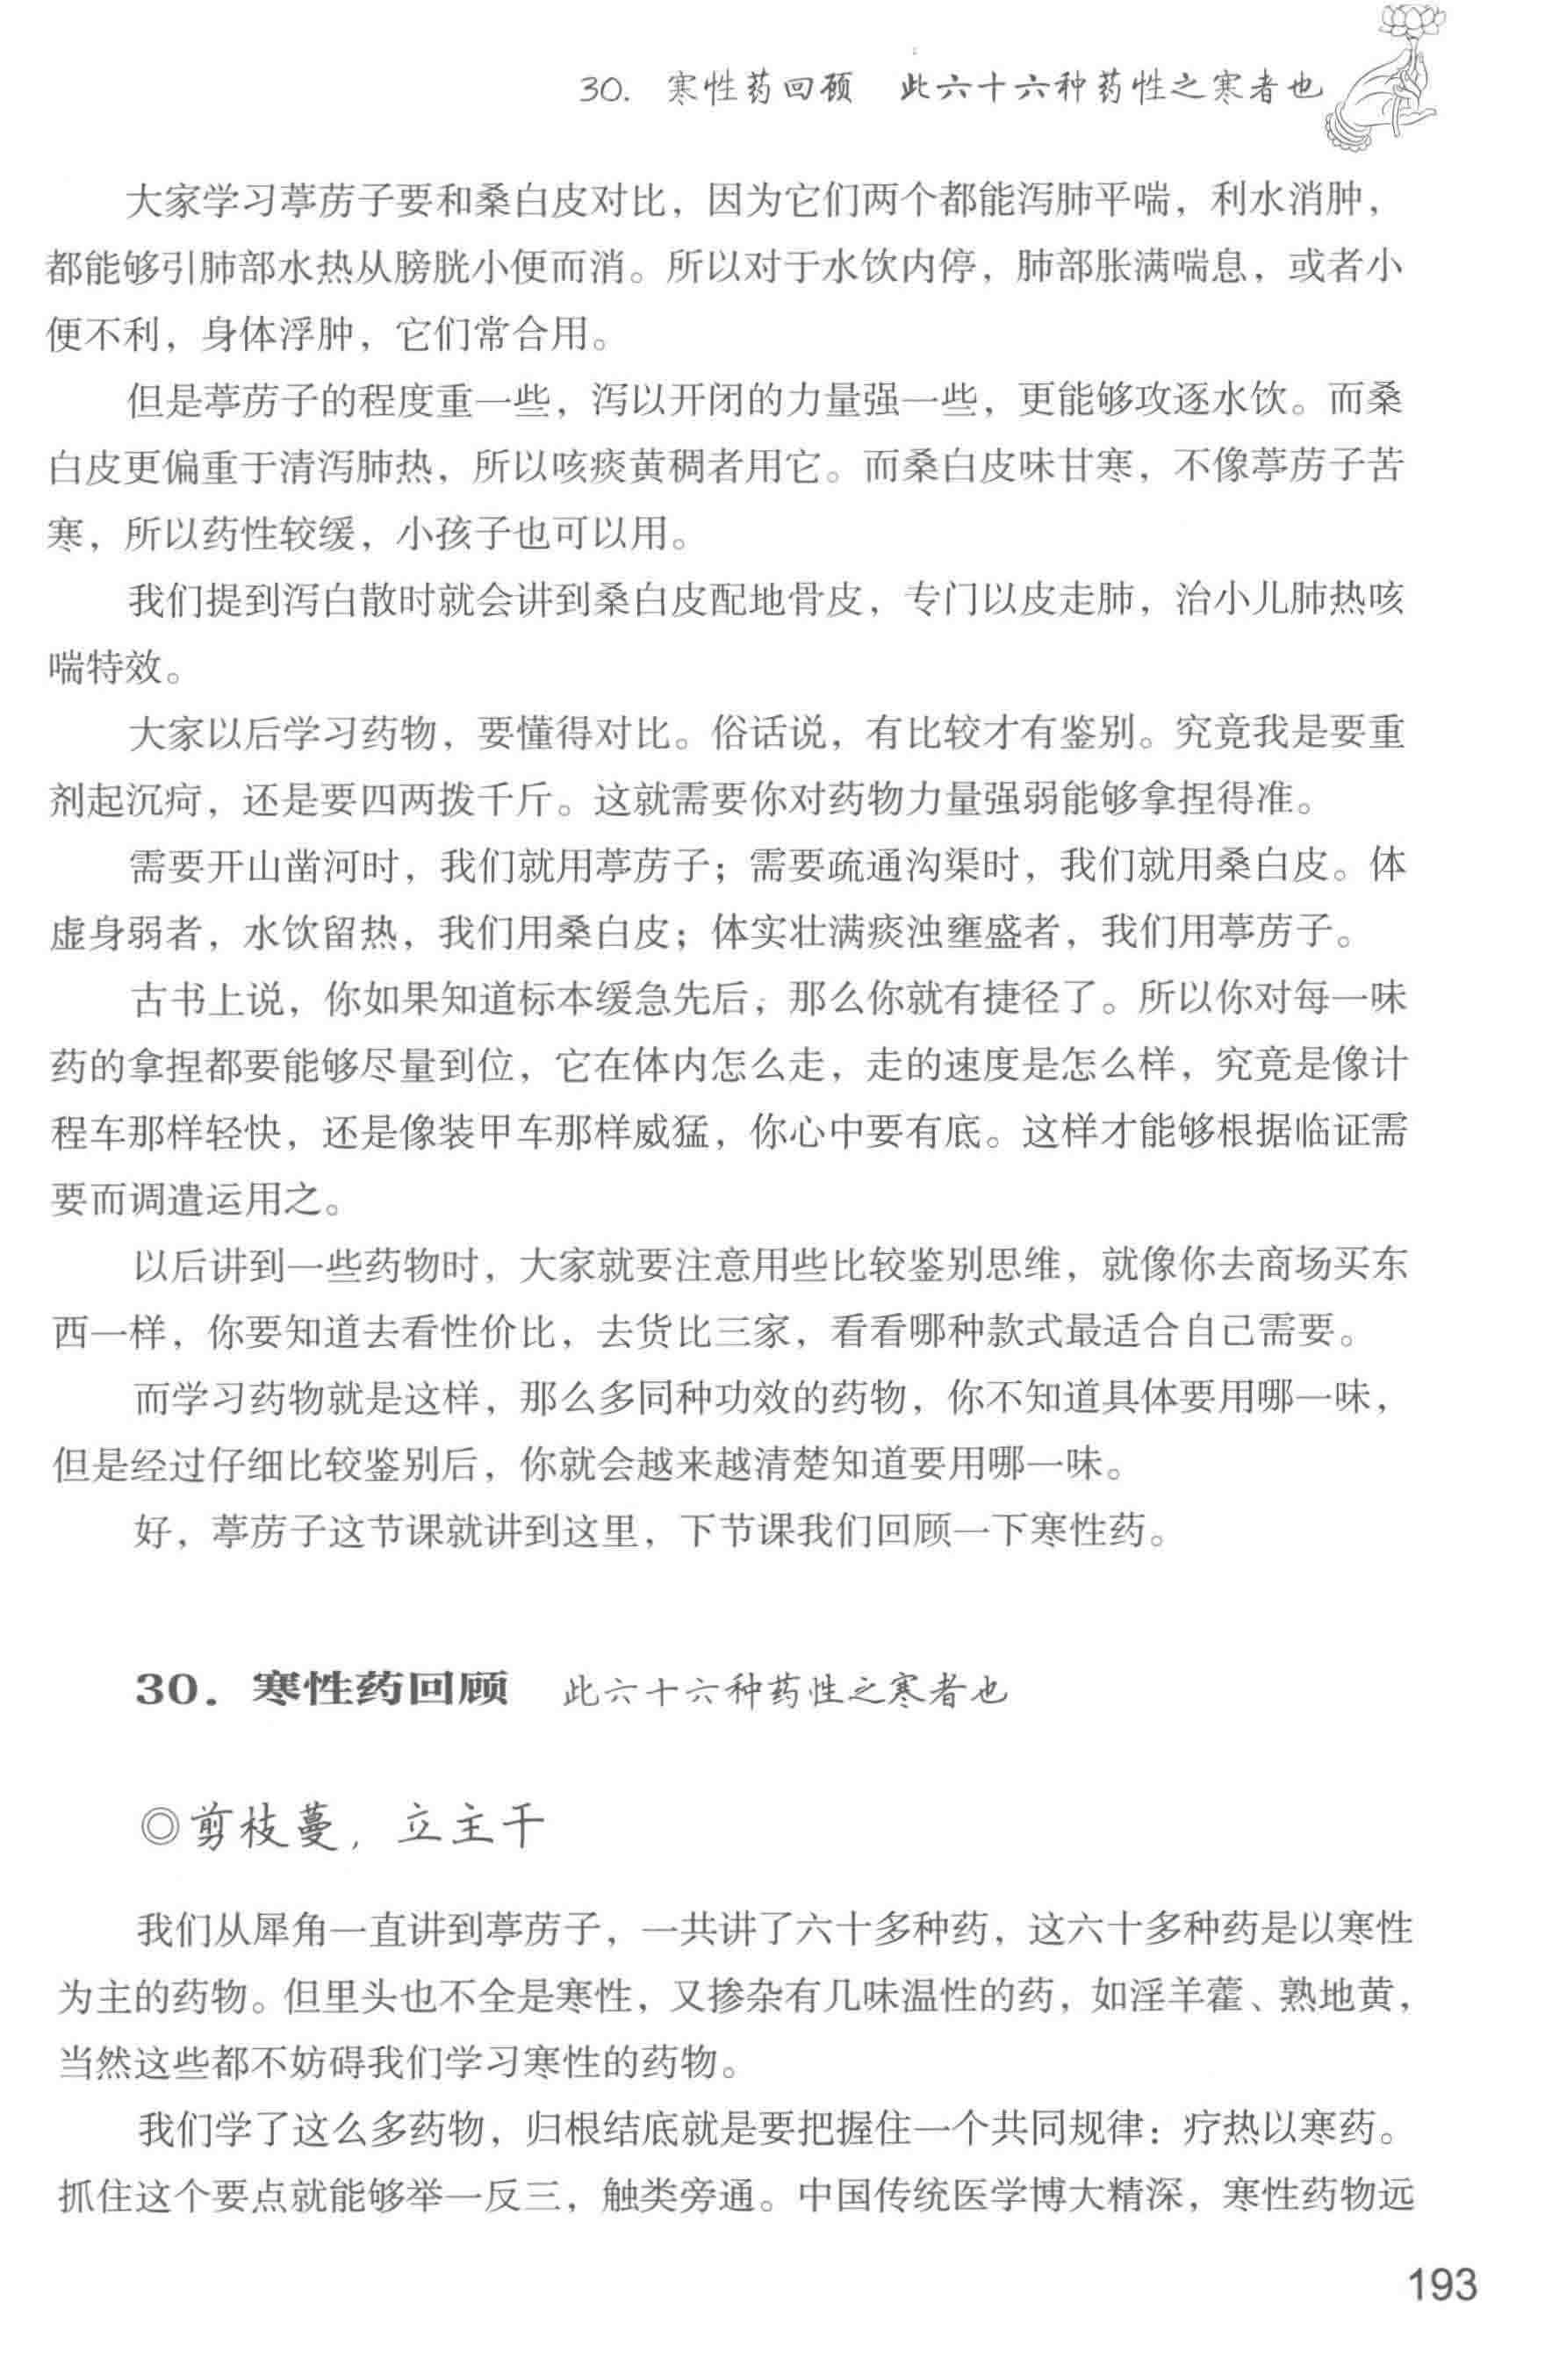 30. 寒性药回顾 此六十六种药性之寒者也
大家学习葶苈子要和桑白皮对比，因为它们两个都能泻肺平喘，利水消肿，
都能够引肺部水热从膀胱小便而消。所以对于水饮内停，肺部胀满喘息，或者小
便不利，身体浮肿，它们常合用。
但是葶苈子的程度重一些，泻以开闭的力量强一些，更能够攻逐水饮。而桑
白皮更偏重于清泻肺热，所以咳痰黄稠者用它。而桑白皮味甘寒，不像葶苈子苦
寒，所以药性较缓，小孩子也可以用。
我们提到泻白散时就会讲到桑白皮配地骨皮，专门以皮走肺，治小儿肺热咳
喘特效。
大家以后学习药物，要懂得对比。俗话说，有比较才有鉴别。究竟我是要重
剂起沉疴，还是要四两拨千斤。这就需要你对药物力量强弱能够拿捏得准。
需要开山凿河时，我们就用葶苈子；需要疏通沟渠时，我们就用桑白皮。体
虚身弱者，水饮留热，我们用桑白皮；体实壮满痰浊壅盛者，我们用葶苈子。
古书上说，你如果知道标本缓急先后，那么你就有捷径了。所以你对每一味
药的拿捏都要能够尽量到位，它在体内怎么走，走的速度是怎么样，究竟是像计
程车那样轻快，还是像装甲车那样威猛，你心中要有底。这样才能够根据临证需
要而调遣运用之。
以后讲到一些药物时，大家就要注意用些比较鉴别思维，就像你去商场买东
西一样，你要知道去看性价比，去货比三家，看看哪种款式最适合自己需要。
而学习药物就是这样，那么多同种功效的药物，你不知道具体要用哪一味，
但是经过仔细比较鉴别后，你就会越来越清楚知道要用哪一味。
好，葶苈子这节课就讲到这里，下节课我们回顾一下寒性药。
30. 寒性药回顾 此六十六种药性之寒者也
◎剪枝蔓，立主干
我们从犀角一直讲到葶苈子，一共讲了六十多种药，这六十多种药是以寒性
为主的药物。但里头也不全是寒性，又掺杂有几味温性的药，如淫羊藿、熟地黄，
当然这些都不妨碍我们学习寒性的药物。
我们学了这么多药物，归根结底就是要把握住一个共同规律：疗热以寒药。
抓住这个要点就能够举一反三，触类旁通。中国传统医学博大精深，寒性药物远
193